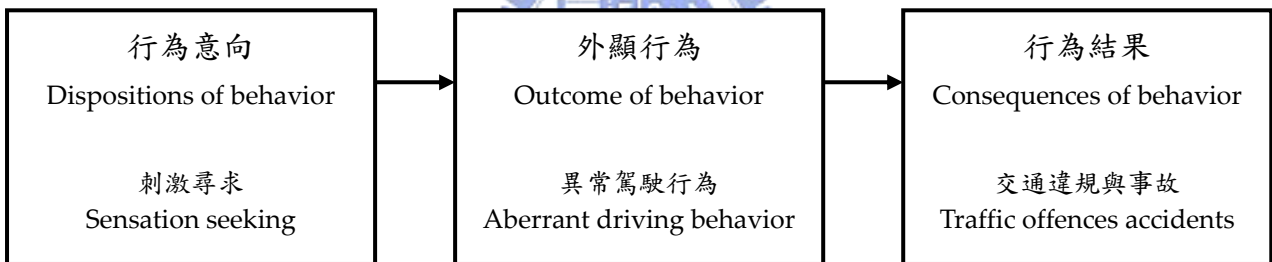 行為意向
Dispositions of behavior
刺激尋求
Sensation seeking
外顯行為
Outcome of behavior
異常駕駛行為
Aberrant driving behavior
行為結果
Consequences of behavior
交通違規與事故
Traffic offences accidents